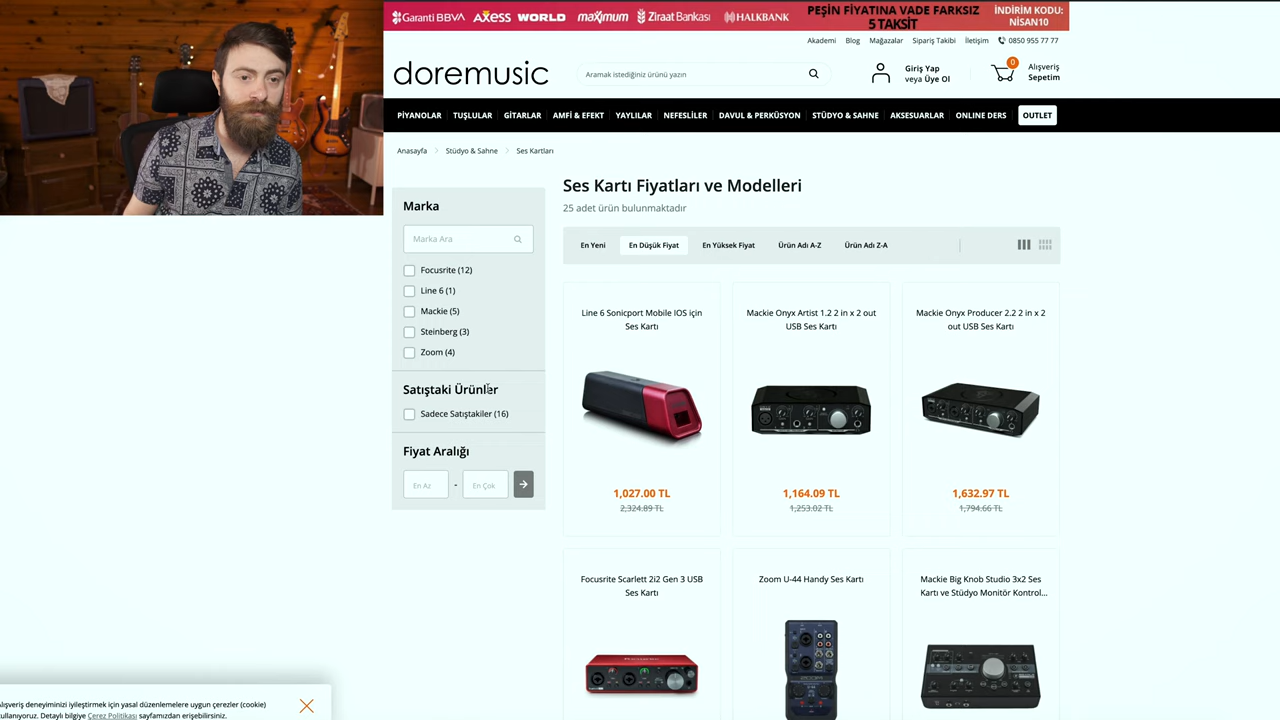 Garanti BBVA AXESS WORLD maximum Ziraat Bankası HALKBANK
PEŞİN FİYATINA VADE FARKSIZ
5 TAKSİT
İNDİRİM KODU:
NİSAN10
Akademi Blog Mağazalar Sipariş Takibi İletişim 0850 955 77 77
doremusic
Aramak istediğiniz ürünü yazın
Giriş Yap
veya Üye Ol
0
Alışveriş
Sepetim
PİYANOLAR TUŞLULAR GİTARLAR AMFİ & EFEKT YAYLILAR NEFESLİLER DAVUL & PERKÜSYON STÜDYO & SAHNE AKSESUARLAR ONLINE DERS OUTLET
Anasayfa > Stüdyo & Sahne > Ses Kartları
Marka
Marka Ara
Focusrite (12)
Line 6 (1)
Mackie (5)
Steinberg (3)
Zoom (4)
Satıştaki Ürünler
Sadece Satıştakiler (16)
Fiyat Aralığı
En Az - En Çok
Ses Kartı Fiyatları ve Modelleri
25 adet ürün bulunmaktadır
En Yeni En Düşük Fiyat En Yüksek Fiyat Ürün Adı A-Z Ürün Adı Z-A
Line 6 Sonicport Mobile IOS için
Ses Kartı
1,027.00 TL
2,324.89 TL
Mackie Onyx Artist 1.2 2 in x 2 out
USB Ses Kartı
1,164.09 TL
1,253.02 TL
Mackie Onyx Producer 2.2 2 in x 2
out USB Ses Kartı
1,632.97 TL
1,794.66 TL
Focusrite Scarlett 2i2 Gen 3 USB
Ses Kartı
Zoom U-44 Handy Ses Kartı
Mackie Big Knob Studio 3x2 Ses
Kartı ve Stüdyo Monitör Kontrol...
Alışveriş deneyiminizi iyileştirmek için yasal düzenlemelere uygun çerezler (cookie)
kullanıyoruz. Detaylı bilgiye Çerez Politikası sayfamızdan erişebilirsiniz.